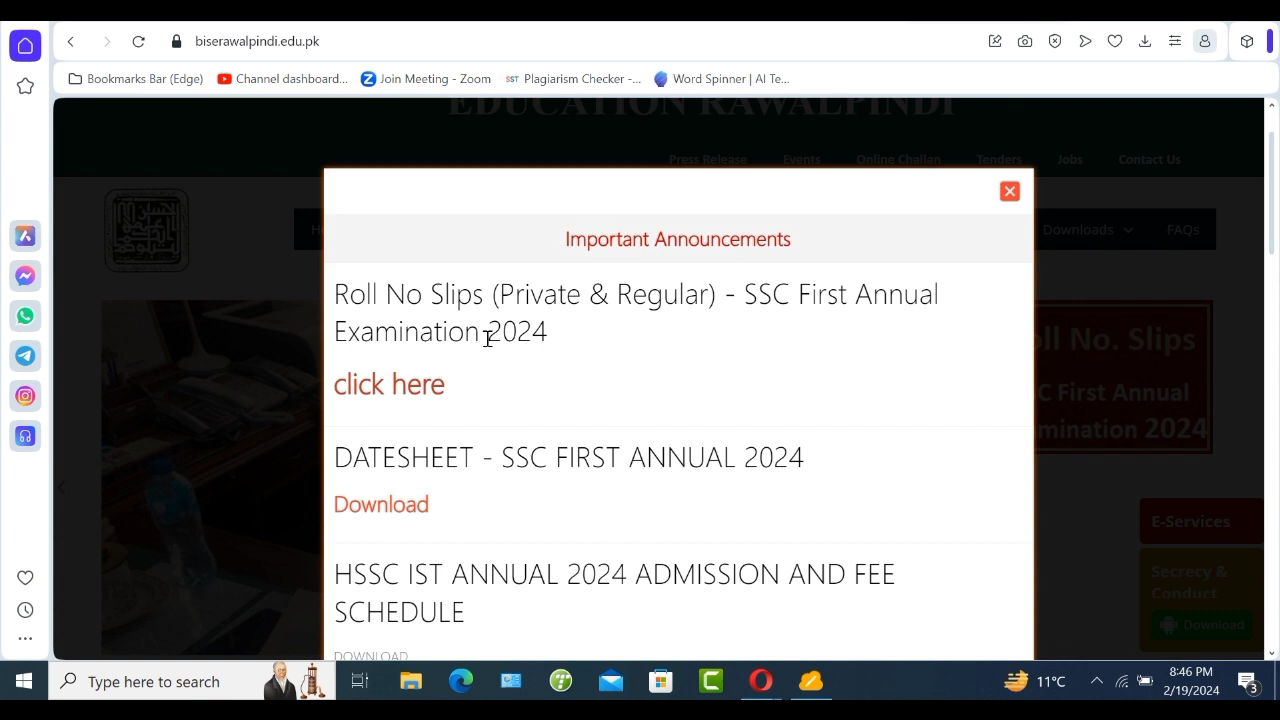 biserawalpindi.edu.pk
Bookmarks Bar (Edge)
Channel dashboard...
Join Meeting - Zoom
SST
Plagiarism Checker -...
Word Spinner | AI Te...
EDUCATION RAWALPINDI
Press Release
Events
Online Challan
Tenders
Jobs
Contact Us
Downloads
FAQs
Important Announcements
Roll No Slips (Private & Regular) - SSC First Annual
Examination 2024
click here
DATESHEET - SSC FIRST ANNUAL 2024
Download
HSSC IST ANNUAL 2024 ADMISSION AND FEE
SCHEDULE
DOWNLOAD
ll No. Slips
C First Annual
mination 2024
E-Services
Secrecy &
Conduct
Download
Type here to search
11°C
8:46 PM
2/19/2024
3